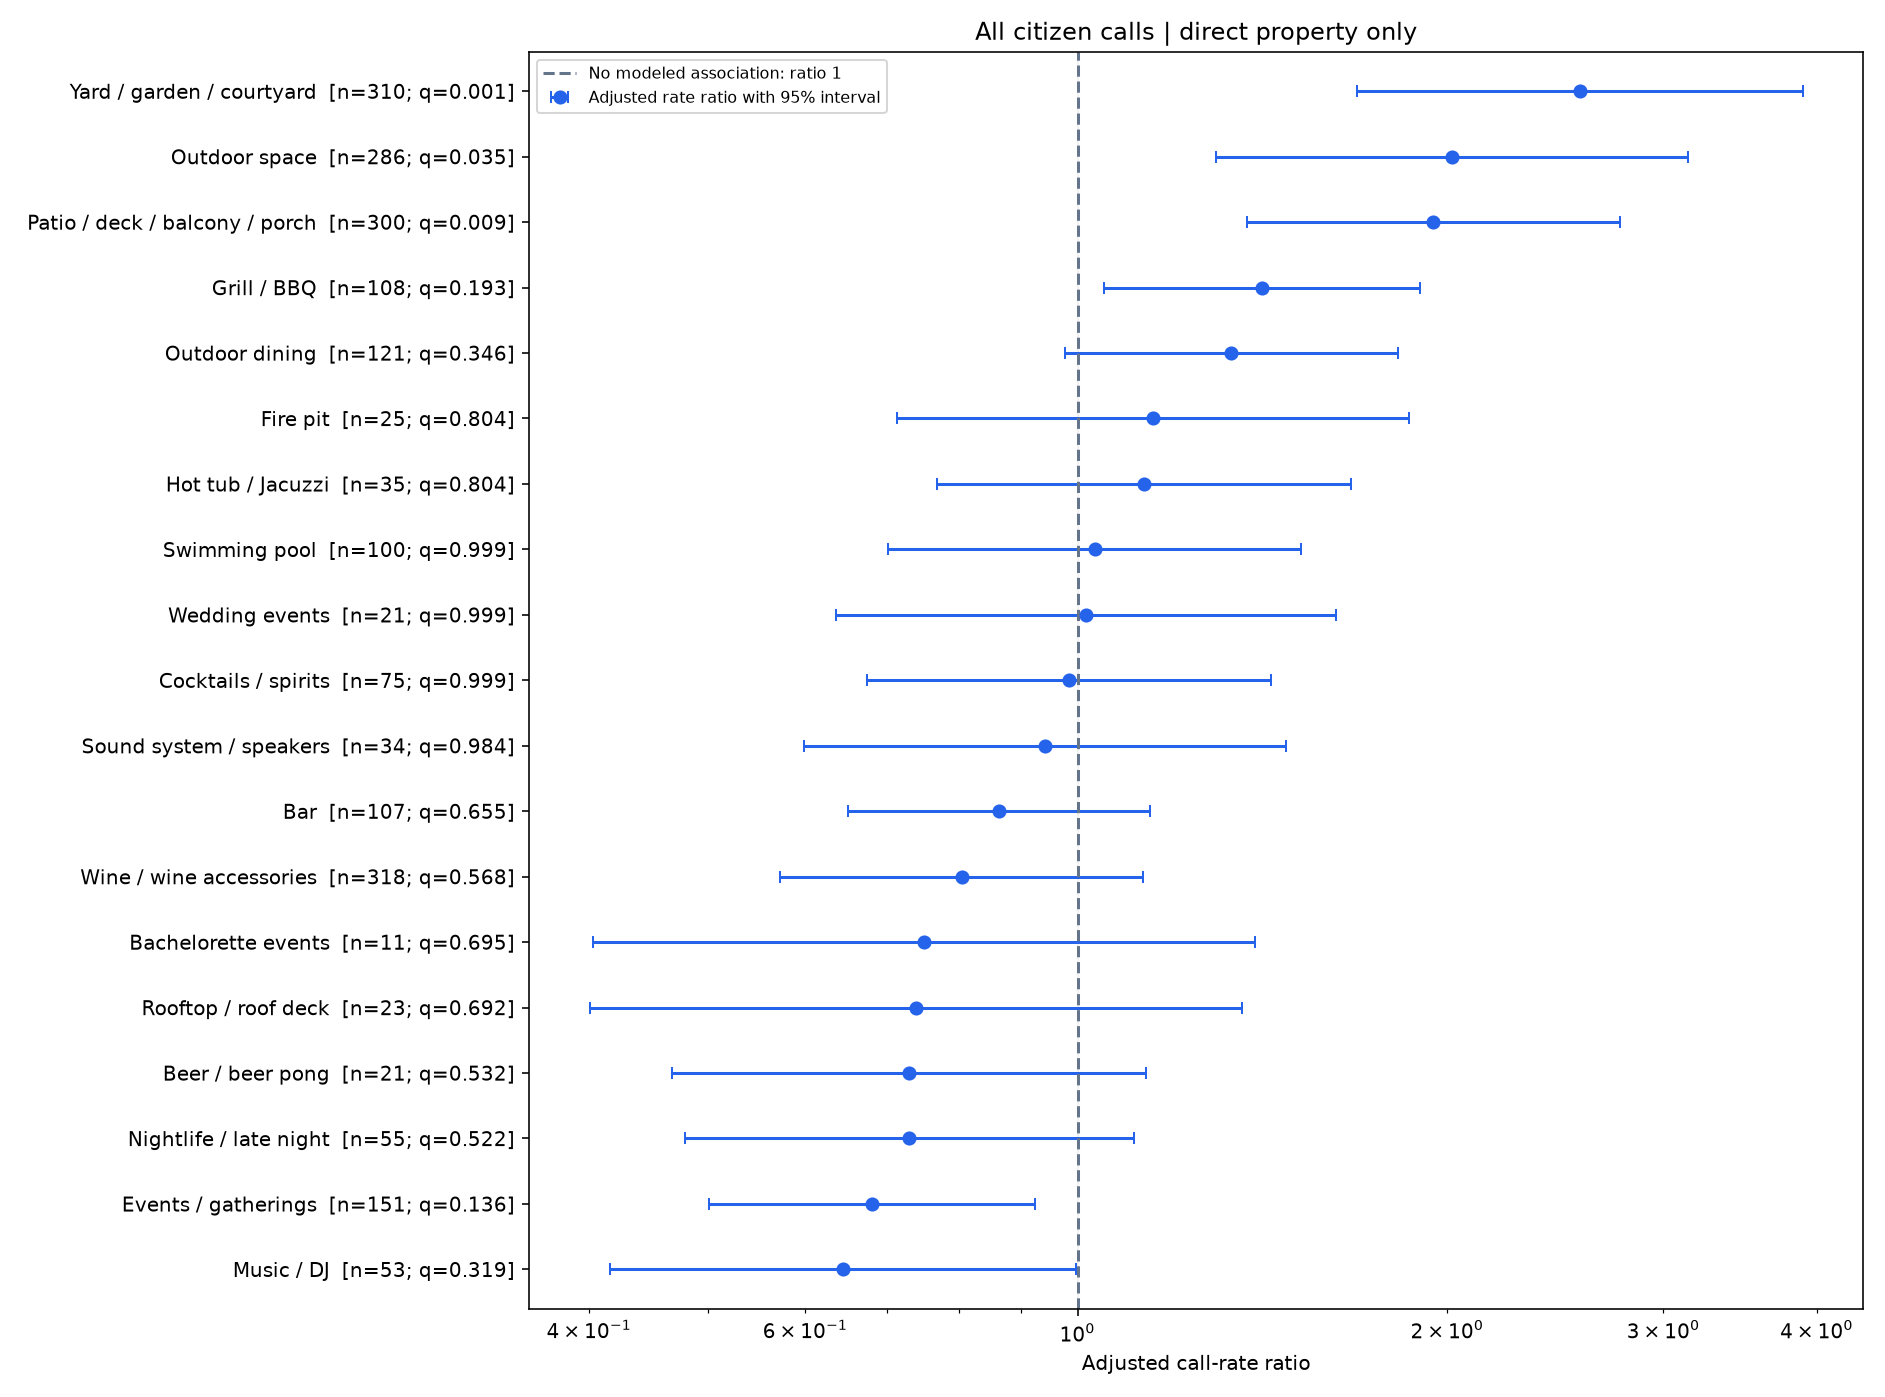 All citizen calls | direct property only
No modeled association: ratio 1
Adjusted rate ratio with 95% interval
Yard / garden / courtyard [n=310; q=0.001]
Outdoor space [n=286; q=0.035]
Patio / deck / balcony / porch [n=300; q=0.009]
Grill / BBQ [n=108; q=0.193]
Outdoor dining [n=121; q=0.346]
Fire pit [n=25; q=0.804]
Hot tub / Jacuzzi [n=35; q=0.804]
Swimming pool [n=100; q=0.999]
Wedding events [n=21; q=0.999]
Cocktails / spirits [n=75; q=0.999]
Sound system / speakers [n=34; q=0.984]
Bar [n=107; q=0.655]
Wine / wine accessories [n=318; q=0.568]
Bachelorette events [n=11; q=0.695]
Rooftop / roof deck [n=23; q=0.692]
Beer / beer pong [n=21; q=0.532]
Nightlife / late night [n=55; q=0.522]
Events / gatherings [n=151; q=0.136]
Music / DJ [n=53; q=0.319]
4 × 10⁻¹ 6 × 10⁻¹ 10⁰ 2 × 10⁰ 3 × 10⁰ 4 × 10⁰
Adjusted call-rate ratio